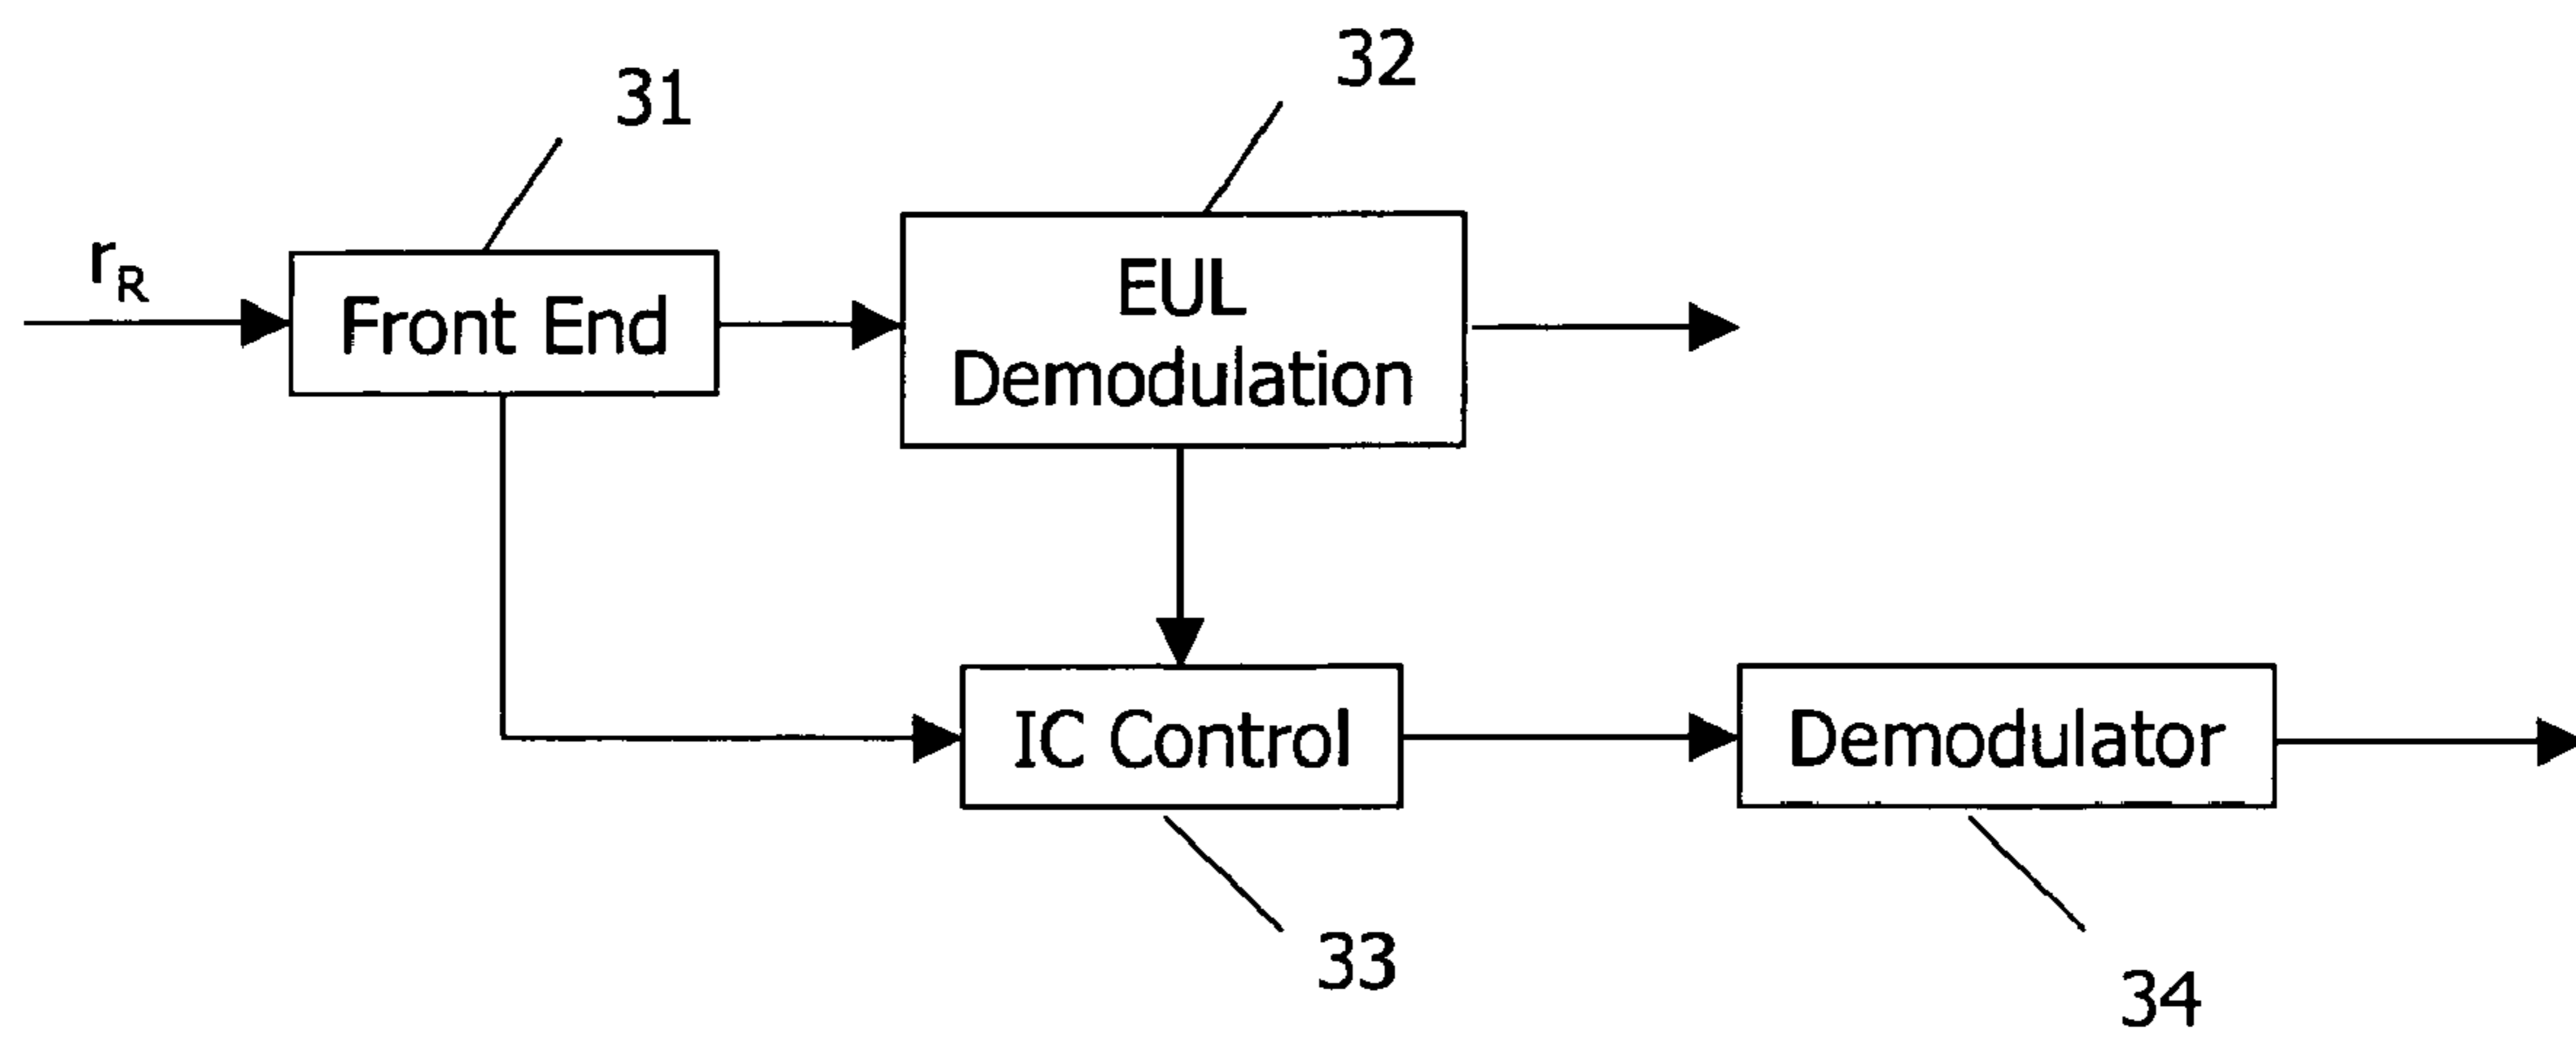 31
32
rR
Front End
EUL
Demodulation
IC Control
Demodulator
33
34